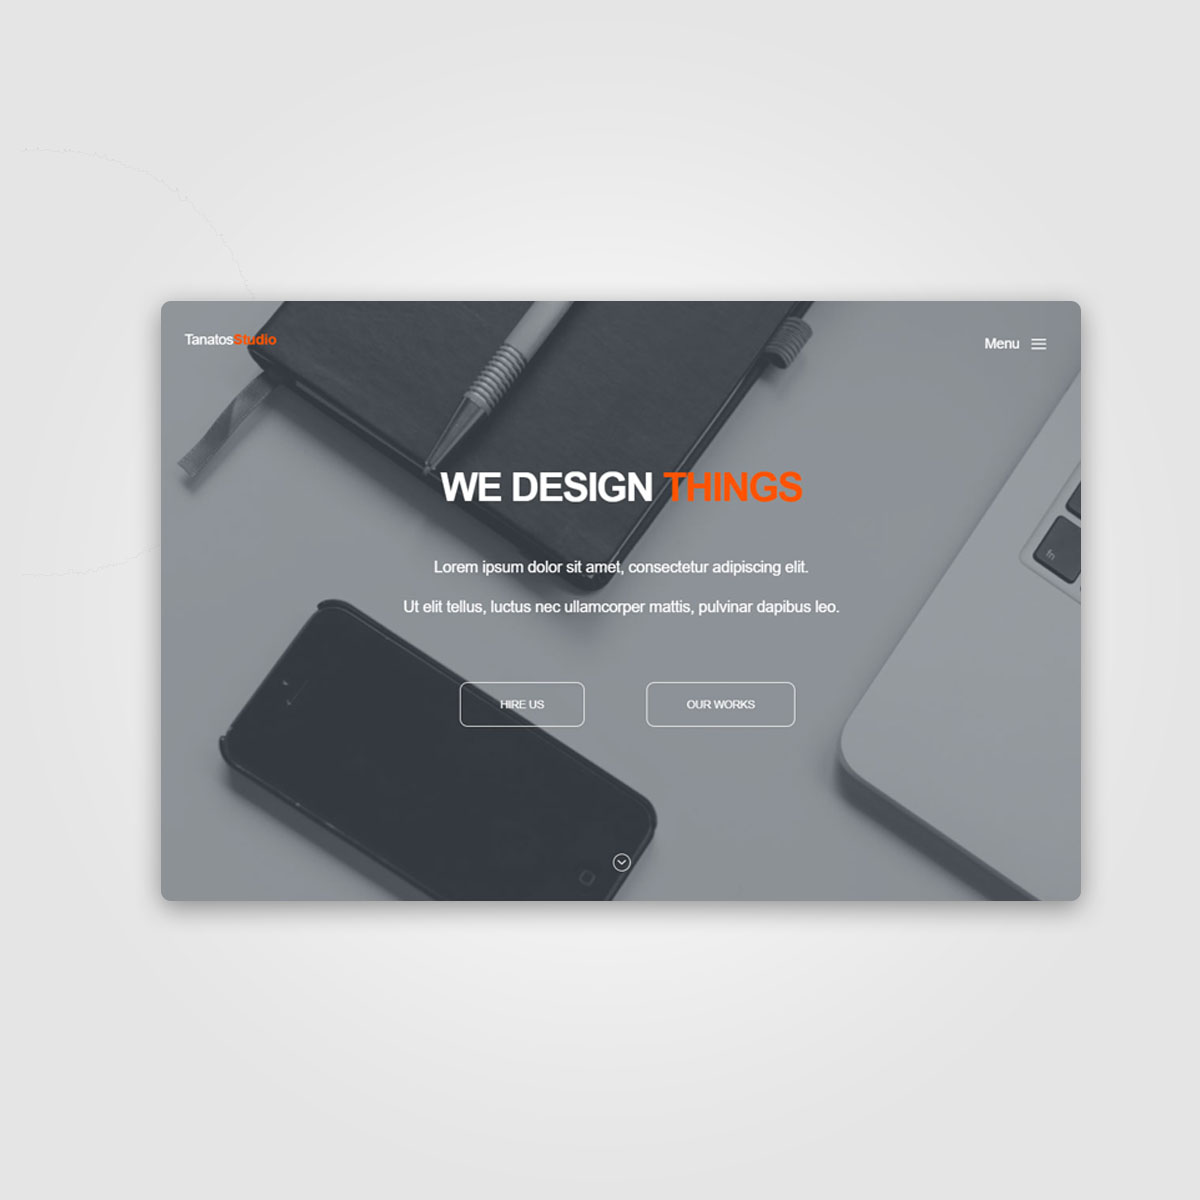 TanatosStudio
Menu
WE DESIGN THINGS
Lorem ipsum dolor sit amet, consectetur adipiscing elit.
Ut elit tellus, luctus nec ullamcorper mattis, pulvinar dapibus leo.
HIRE US
OUR WORKS
fn